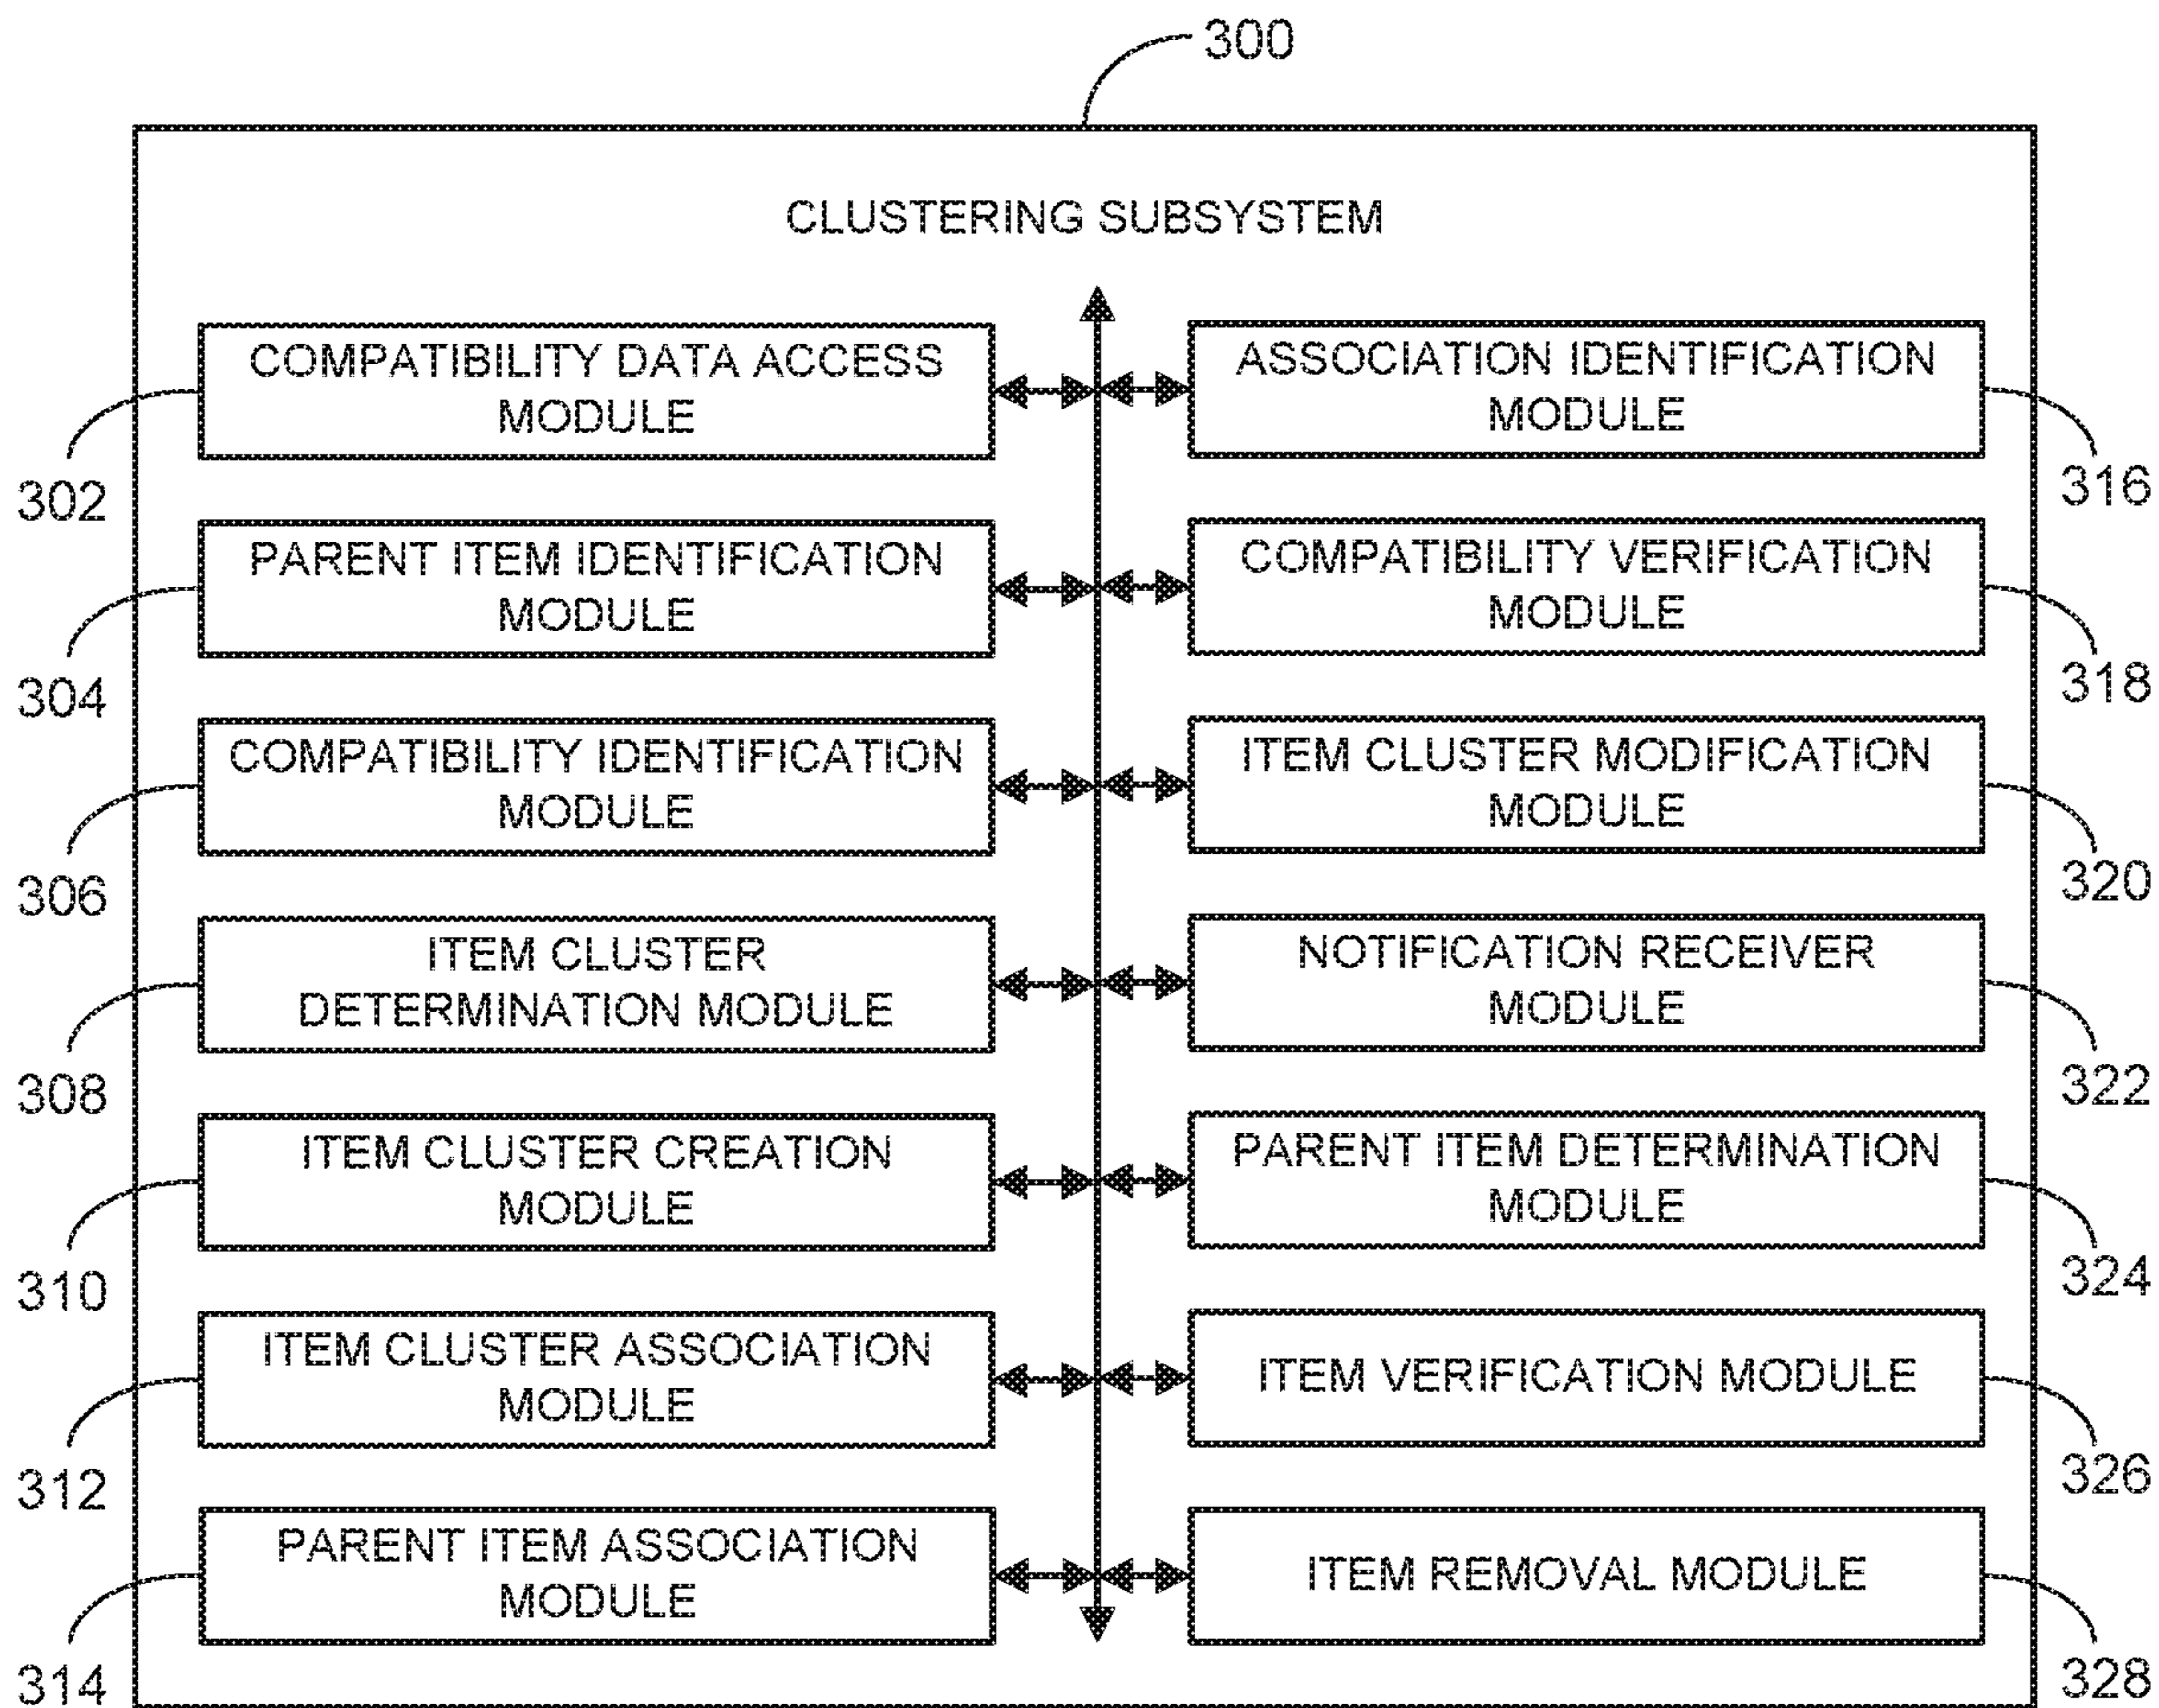 300
CLUSTERING SUBSYSTEM
COMPATIBILITY DATA ACCESS
MODULE
302
PARENT ITEM IDENTIFICATION
MODULE
304
COMPATIBILITY IDENTIFICATION
MODULE
306
ITEM CLUSTER
DETERMINATION MODULE
308
ITEM CLUSTER CREATION
MODULE
310
ITEM CLUSTER ASSOCIATION
MODULE
312
PARENT ITEM ASSOCIATION
MODULE
314
ASSOCIATION IDENTIFICATION
MODULE
316
COMPATIBILITY VERIFICATION
MODULE
318
ITEM CLUSTER MODIFICATION
MODULE
320
NOTIFICATION RECEIVER
MODULE
322
PARENT ITEM DETERMINATION
MODULE
324
ITEM VERIFICATION MODULE
326
ITEM REMOVAL MODULE
328